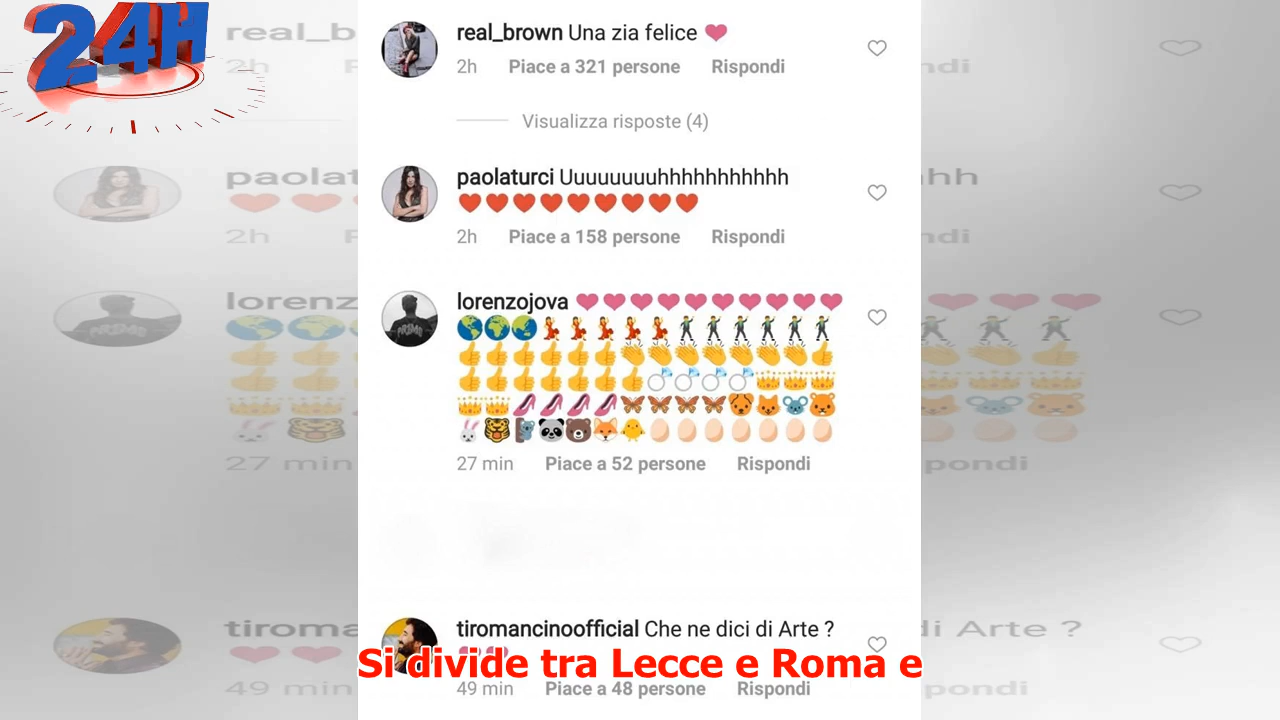 24H
real_brown Una zia felice ❤
2h Piace a 321 persone Rispondi
Visualizza risposte (4)
paolaturci Uuuuuuuuhhhhhhhhhhh
2h Piace a 158 persone Rispondi
lorenzojova
27 min Piace a 52 persone Rispondi
tiromancinoofficial Che ne dici di Arte ?
Si divide tra Lecce e Roma e
49 min Piace a 48 persone Rispondi